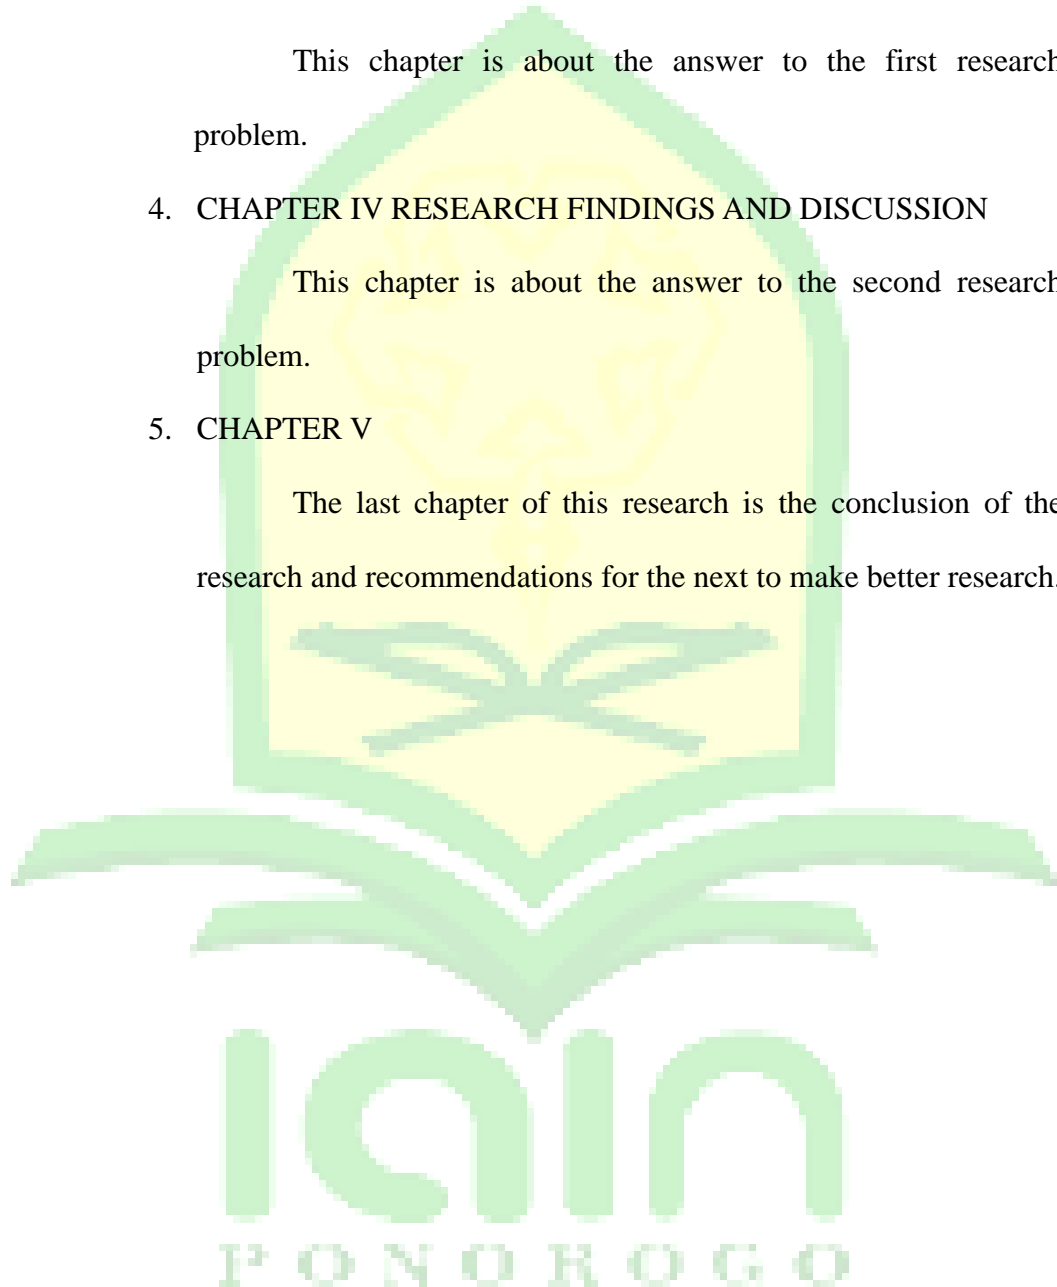 This chapter is about the answer to the first research
problem.
4. CHAPTER IV RESEARCH FINDINGS AND DISCUSSION
This chapter is about the answer to the second research
problem.
5. CHAPTER V
The last chapter of this research is the conclusion of the
research and recommendations for the next to make better research.
iain
PONOROGO